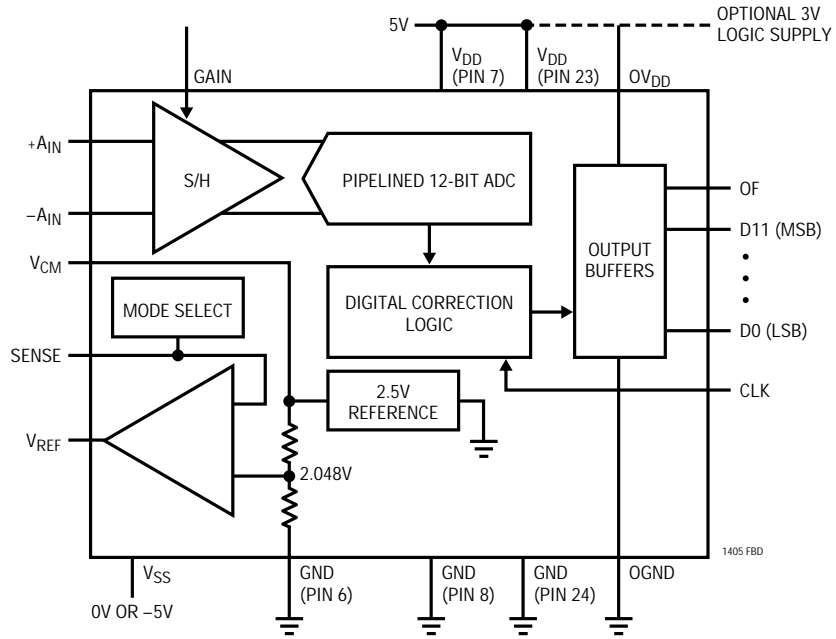 OPTIONAL 3V
LOGIC SUPPLY
5V
VDD
(PIN 7)
VDD
(PIN 23)
OVDD
GAIN
+AIN
S/H
PIPELINED 12-BIT ADC
–AIN
OF
D11 (MSB)
OUTPUT
BUFFERS
VCM
MODE SELECT
DIGITAL CORRECTION
LOGIC
D0 (LSB)
SENSE
CLK
2.5V
REFERENCE
VREF
2.048V
1405 FBD
VSS
0V OR –5V
GND
(PIN 6)
GND
(PIN 8)
GND
(PIN 24)
OGND